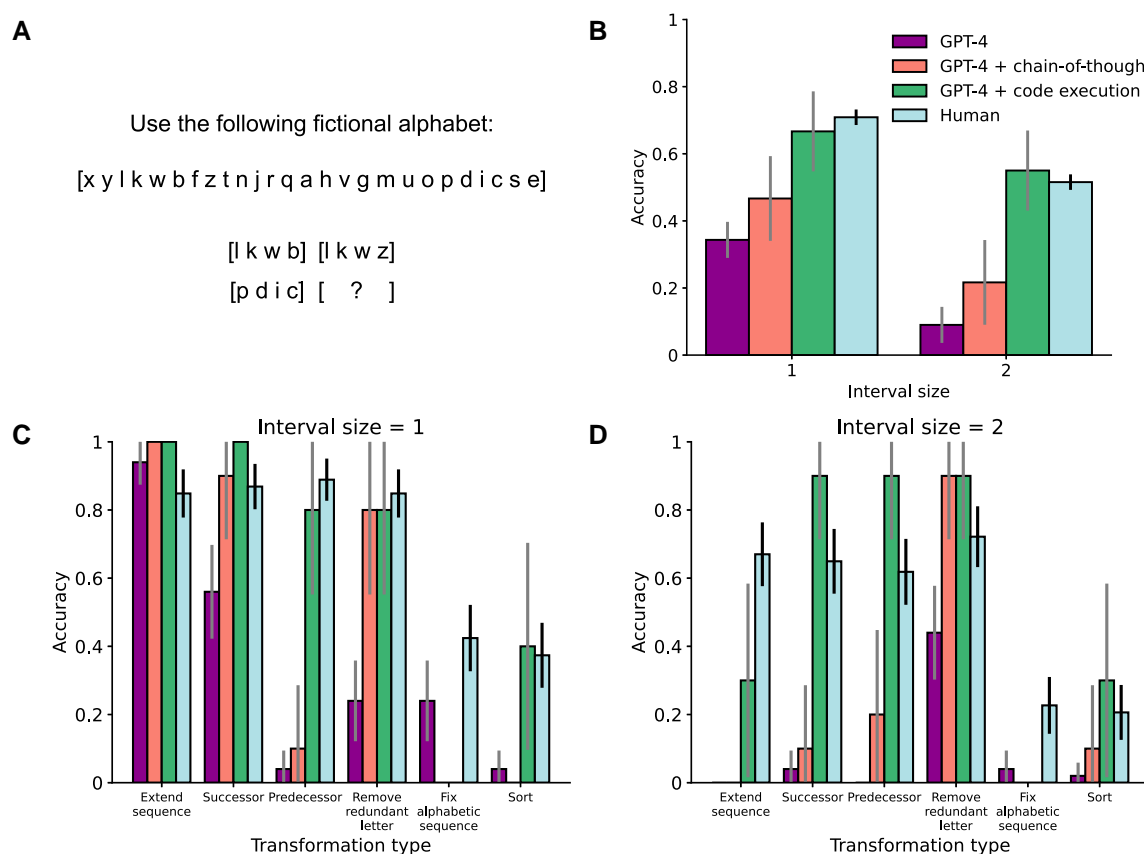 A
Use the following fictional alphabet:
[x y l k w b f z t n j r q a h v g m u o p d i c s e]
[l k w b] [l k w z]
[p d i c] [ ? ]
B
GPT-4
GPT-4 + chain-of-though
GPT-4 + code execution
Human
1
0.8
0.6
0.4
0.2
0
Accuracy
1
2
Interval size
C
Interval size = 1
1
0.8
0.6
0.4
0.2
0
Accuracy
Extend
sequence
Successor
Predecessor
Remove
redundant
letter
Fix
alphabetic
sequence
Sort
Transformation type
D
Interval size = 2
1
0.8
0.6
0.4
0.2
0
Accuracy
Extend
sequence
Successor
Predecessor
Remove
redundant
letter
Fix
alphabetic
sequence
Sort
Transformation type